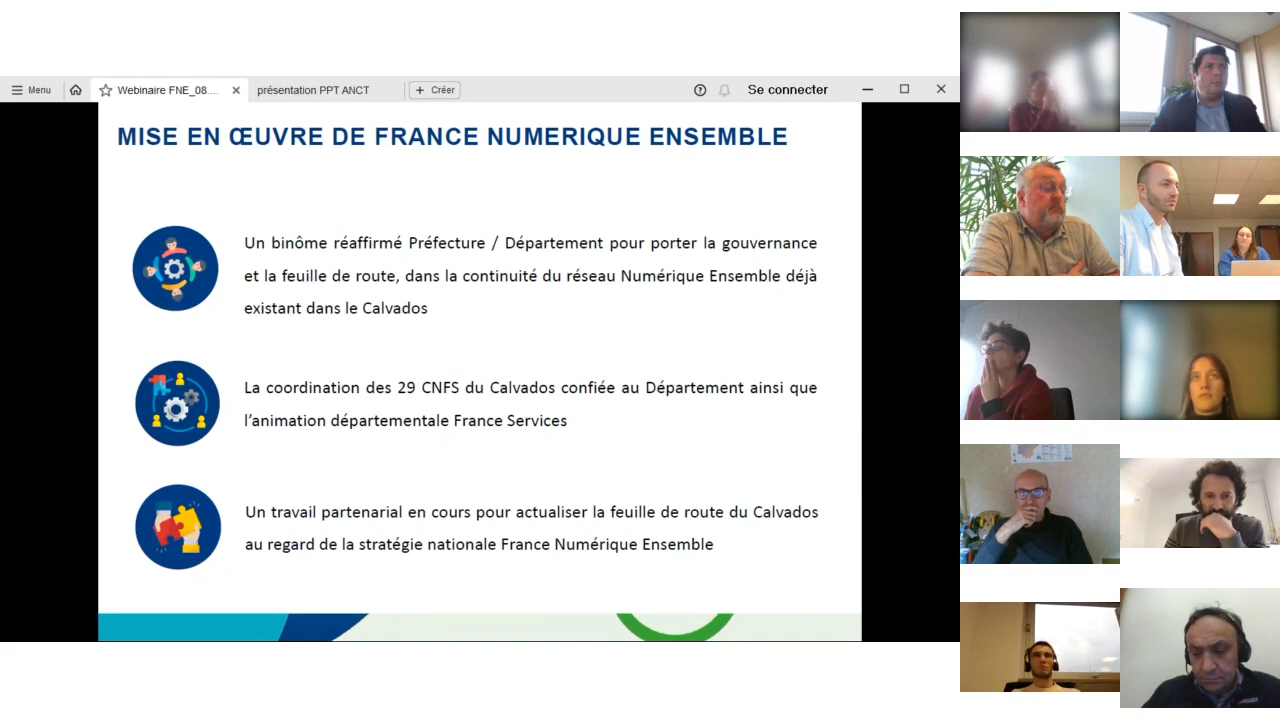 Menu
Webinaire FNE_08....
présentation PPT ANCT
Créer
Se connecter
MISE EN ŒUVRE DE FRANCE NUMERIQUE ENSEMBLE
Un binôme réaffirmé Préfecture / Département pour porter la gouvernance
et la feuille de route, dans la continuité du réseau Numérique Ensemble déjà
existant dans le Calvados
La coordination des 29 CNFS du Calvados confiée au Département ainsi que
l’animation départementale France Services
Un travail partenarial en cours pour actualiser la feuille de route du Calvados
au regard de la stratégie nationale France Numérique Ensemble